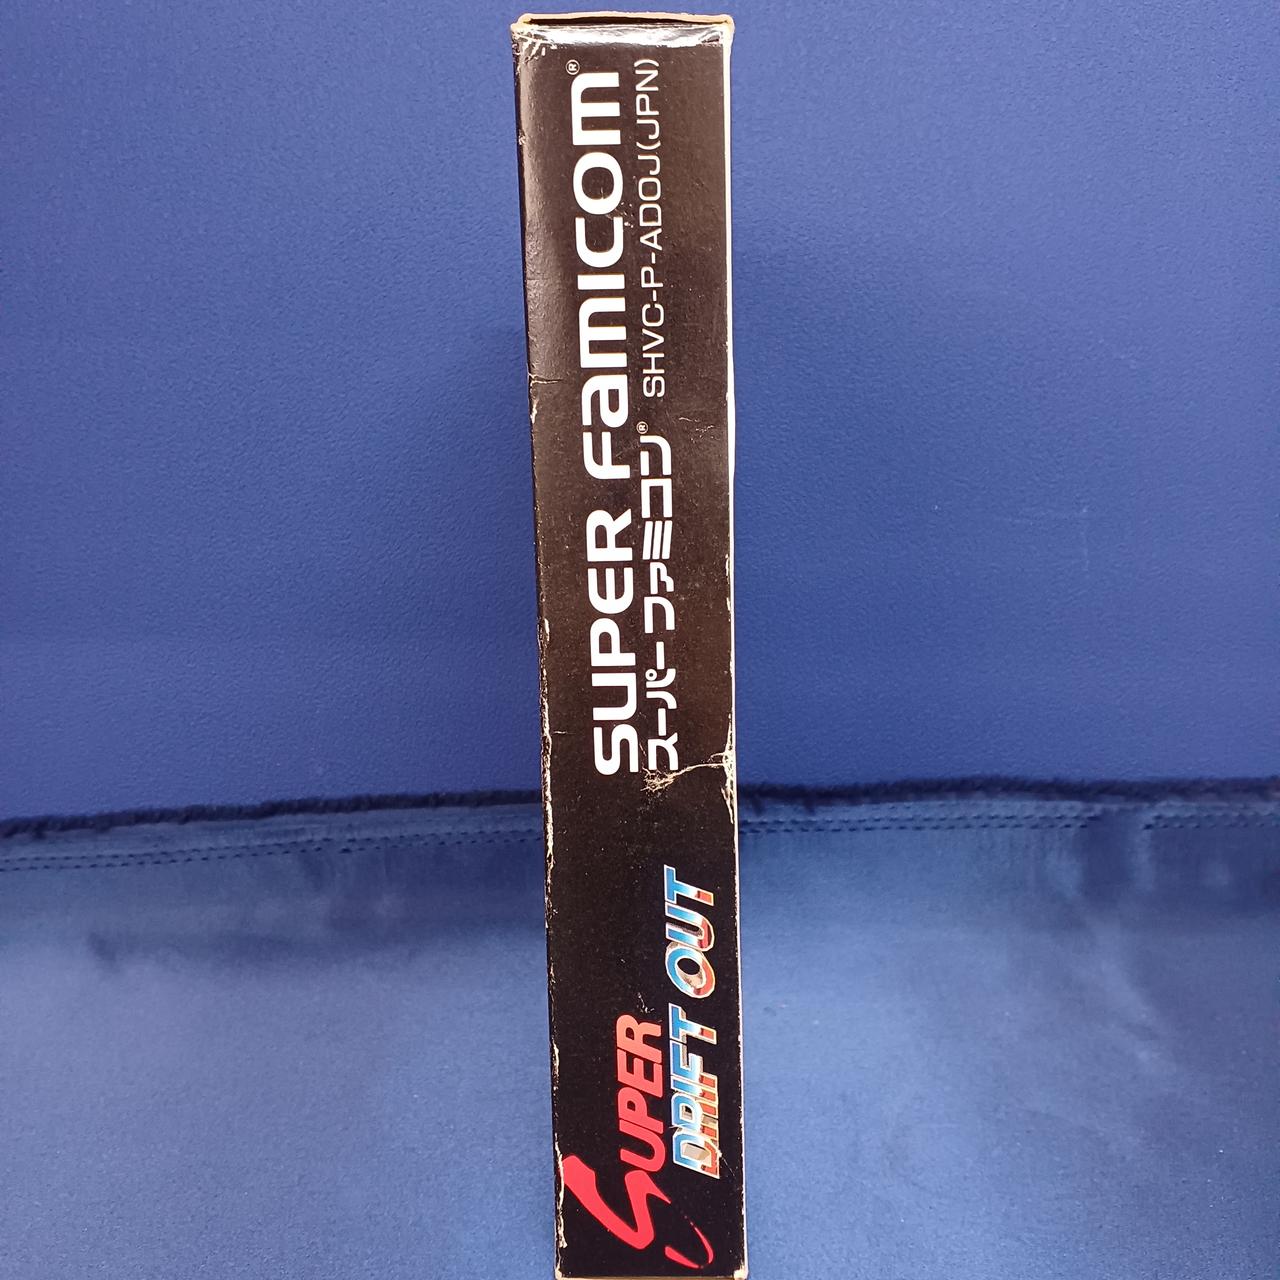 SUPER Famicom®
スーパーファミコン® SHVC-P-ADOJ(JPN)
SUPER
DRIFT OUT